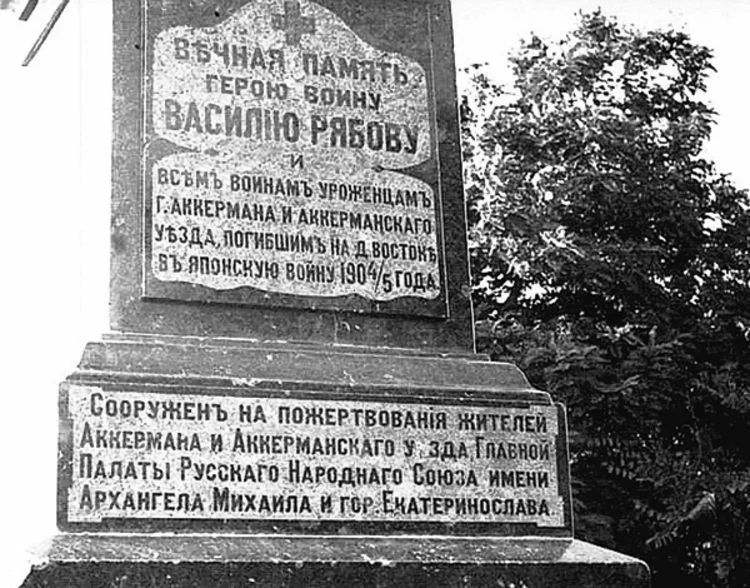 ВѢЧНАЯ ПАМЯТЬ
ГЕРОЮ ВОИНУ
ВАСИЛІЮ РЯБОВУ
И
ВСѢМЪ ВОИНАМЪ УРОЖЕНЦАМЪ
Г. АККЕРМАНА И АККЕРМАНСКАГО
УѢЗДА, ПОГИБШИМЪ НА Д. ВОСТОКѢ
ВЪ ЯПОНСКУЮ ВОЙНУ 1904/5 ГОДА.
СООРУЖЕНЪ НА ПОЖЕРТВОВАНІЯ ЖИТЕЛЕЙ
АККЕРМАНА И АККЕРМАНСКАГО У ЗДА ГЛАВНОЙ
ПАЛАТЫ РУССКАГО НАРОДНАГО СОЮЗА ИМЕНИ
АРХАНГЕЛА МИХАИЛА И ГОР. ЕКАТЕРИНОСЛАВА